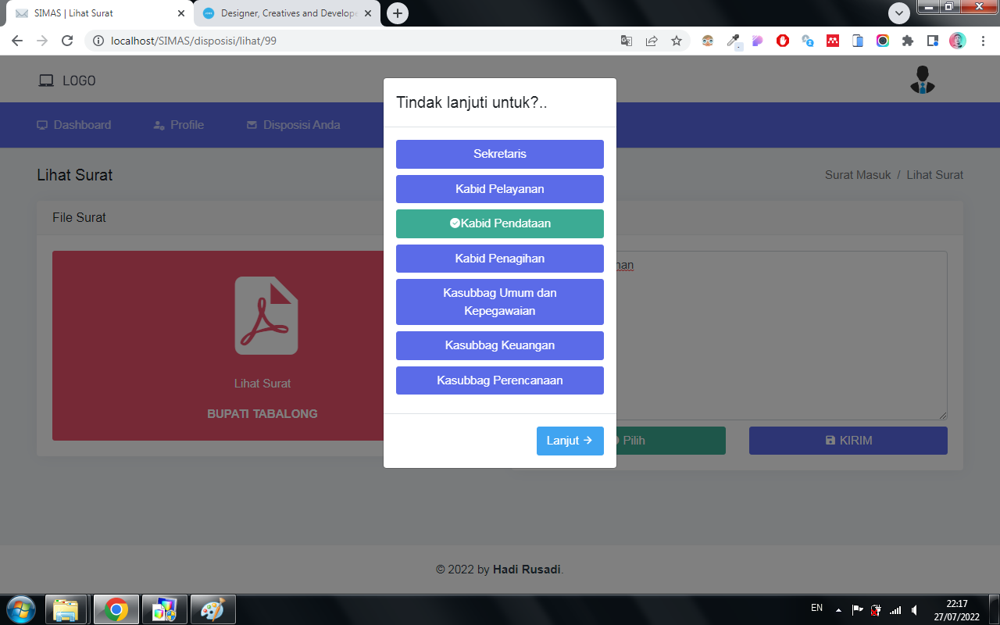 SIMAS | Lihat Surat
Designer, Creatives and Develope
localhost/SIMAS/disposisi/lihat/99
LOGO
Dashboard
Profile
Disposisi Anda
Lihat Surat
Surat Masuk / Lihat Surat
File Surat
Lihat Surat
BUPATI TABALONG
Tindak lanjuti untuk?..
Sekretaris
Kabid Pelayanan
Kabid Pendataan
Kabid Penagihan
Kasubbag Umum dan
Kepegawaian
Kasubbag Keuangan
Kasubbag Perencanaan
Lanjut
Pilih
KIRIM
© 2022 by Hadi Rusadi.
EN
22:17
27/07/2022